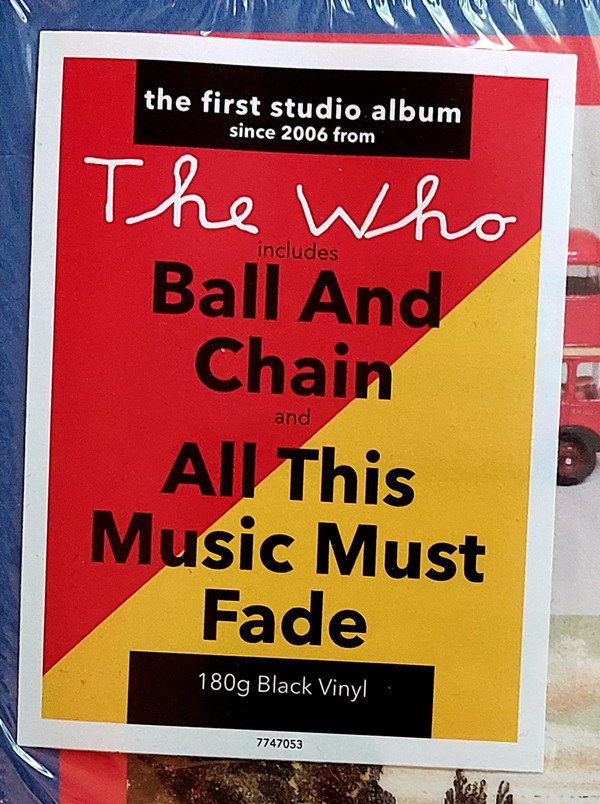 the first studio album
since 2006 from
The Who
includes
Ball And
Chain
and
All This
Music Must
Fade
180g Black Vinyl
7747053